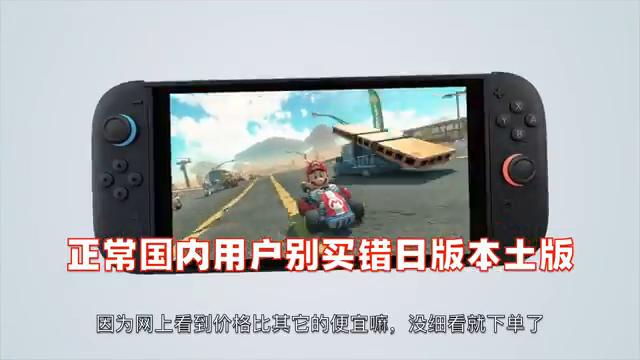 正常国内用户别买错日版本土版
因为网上看到价格比其它的便宜嘛，没细看就下单了